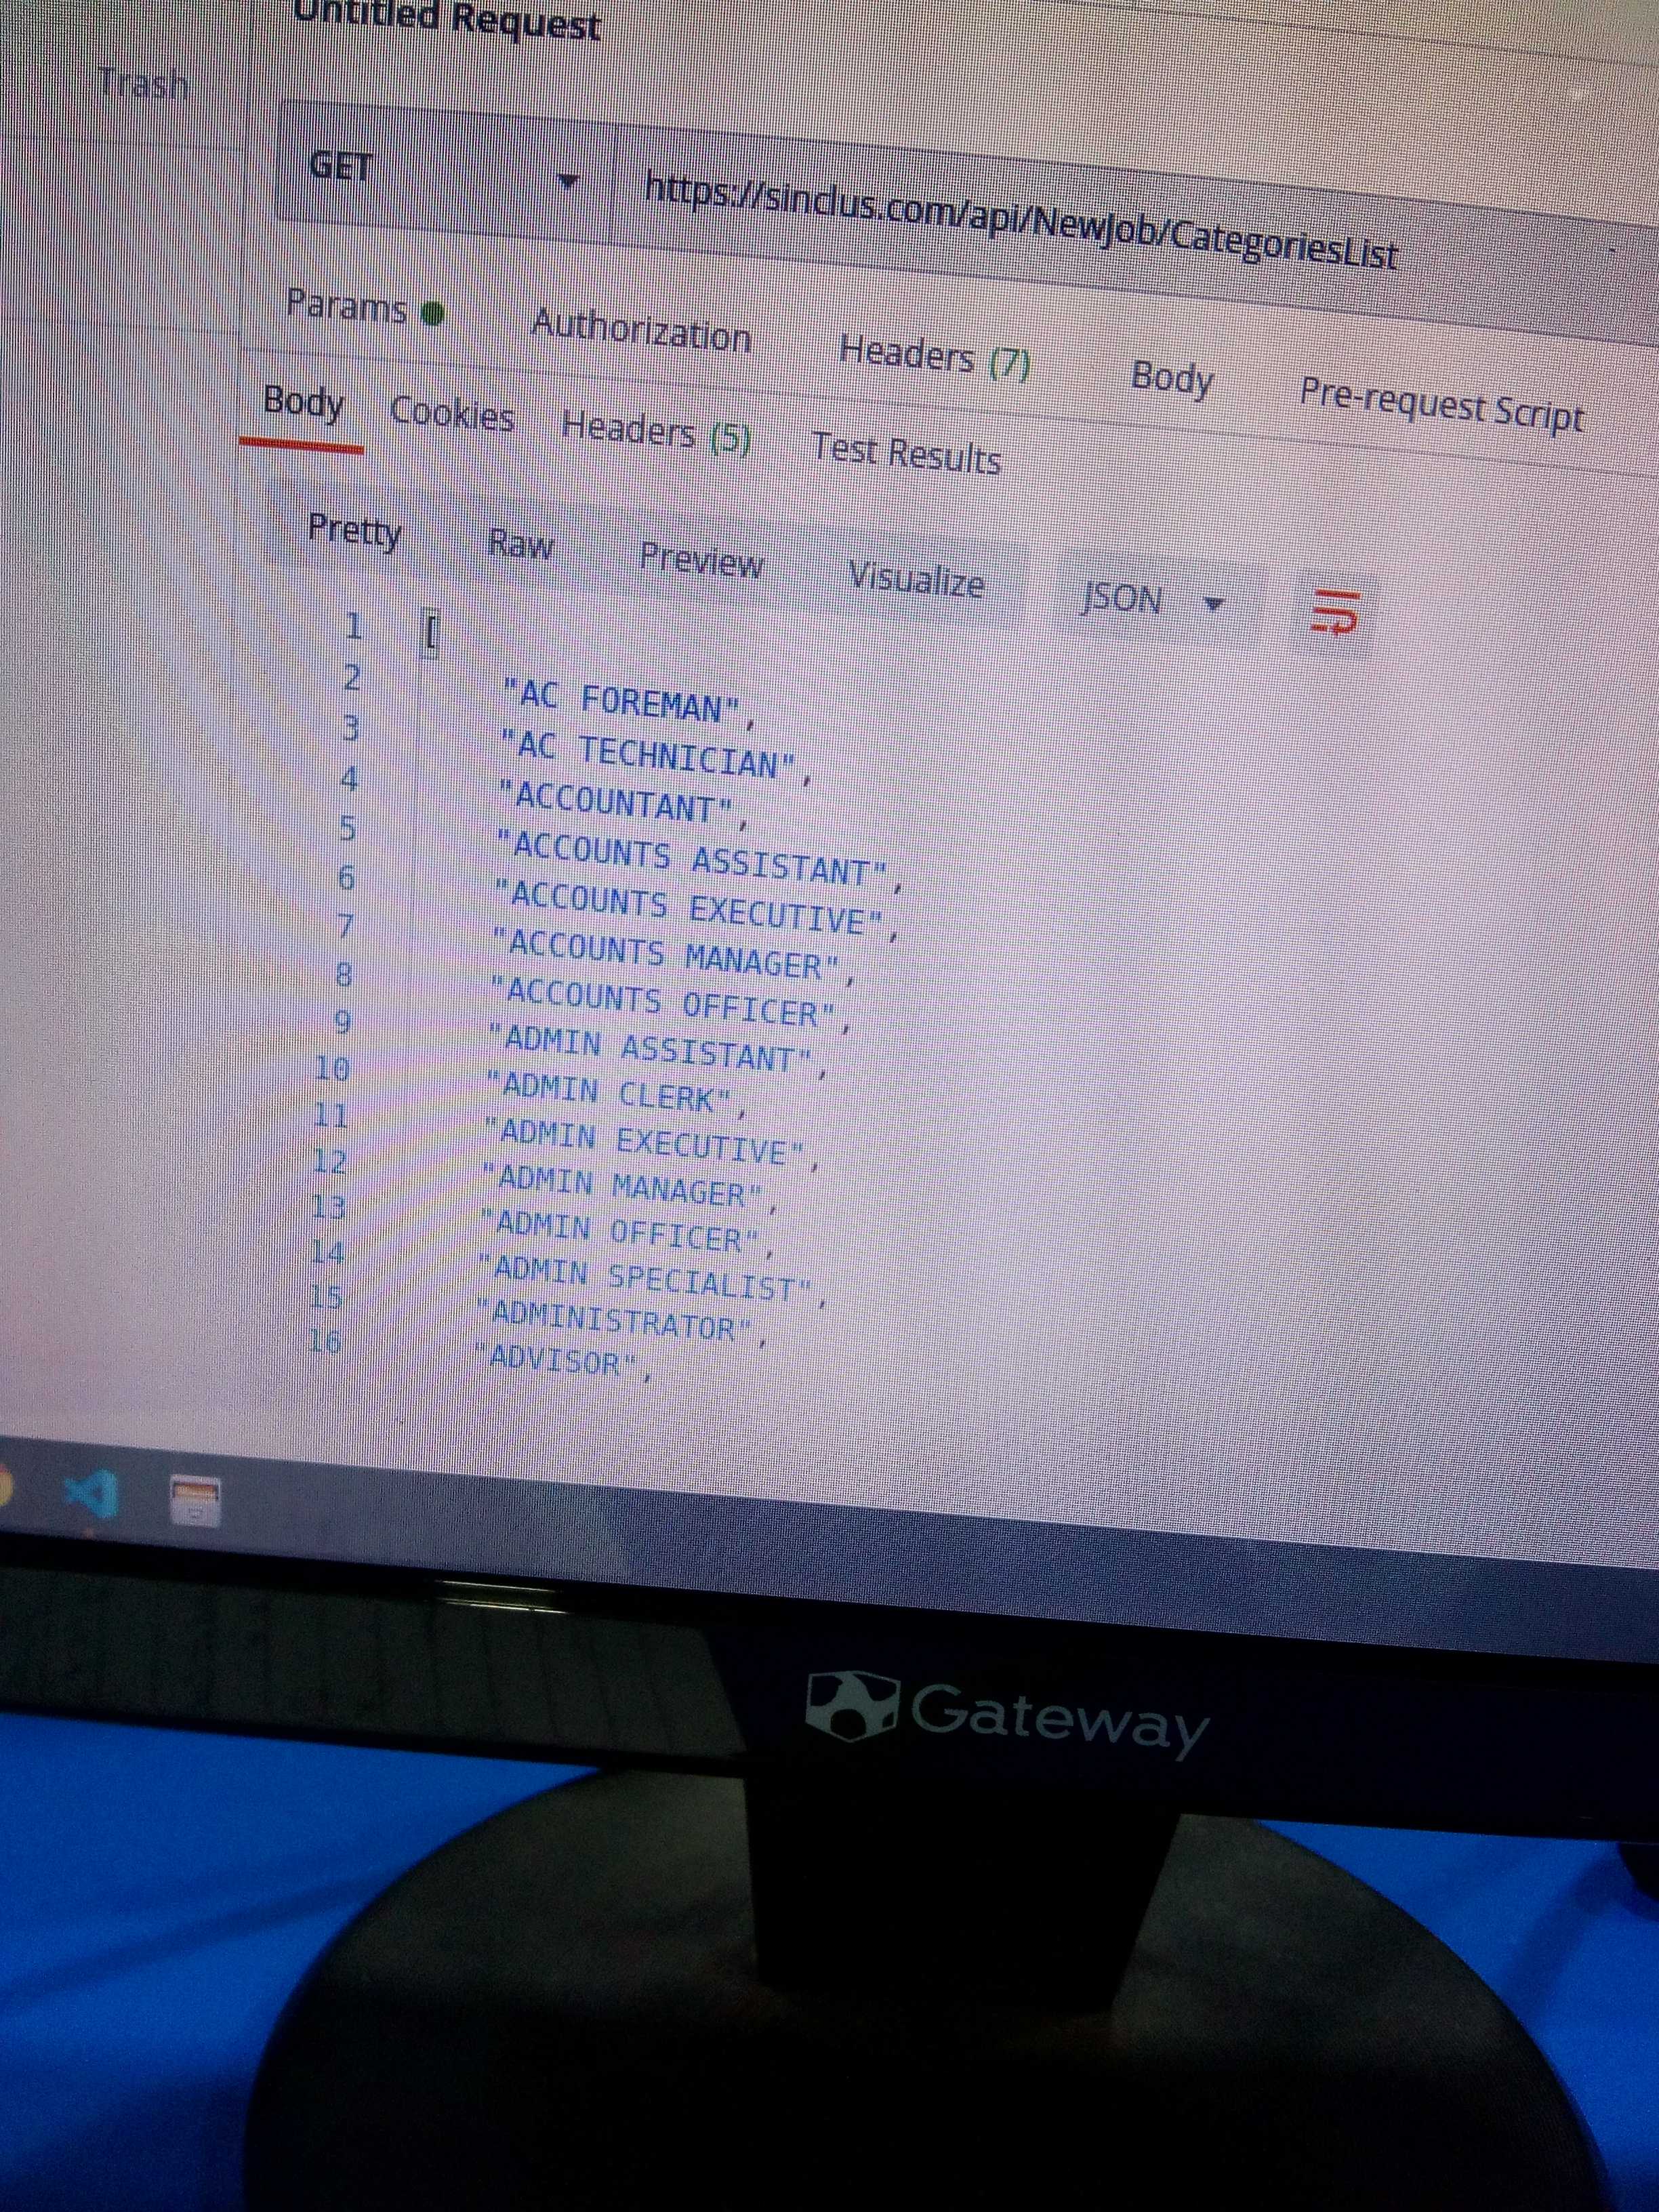 Untitled Request
Trash
GET https://sinclus.com/api/NewJob/CategoriesList
Params Authorization Headers (7) Body Pre-request Script
Body Cookies Headers (5) Test Results
Pretty Raw Preview Visualize JSON
1 [
2 "AC FOREMAN",
3 "AC TECHNICIAN",
4 "ACCOUNTANT",
5 "ACCOUNTS ASSISTANT",
6 "ACCOUNTS EXECUTIVE",
7 "ACCOUNTS MANAGER",
8 "ACCOUNTS OFFICER",
9 "ADMIN ASSISTANT",
10 "ADMIN CLERK",
11 "ADMIN EXECUTIVE",
12 "ADMIN MANAGER",
13 "ADMIN OFFICER",
14 "ADMIN SPECIALIST",
15 "ADMINISTRATOR",
16 "ADVISOR",
Gateway